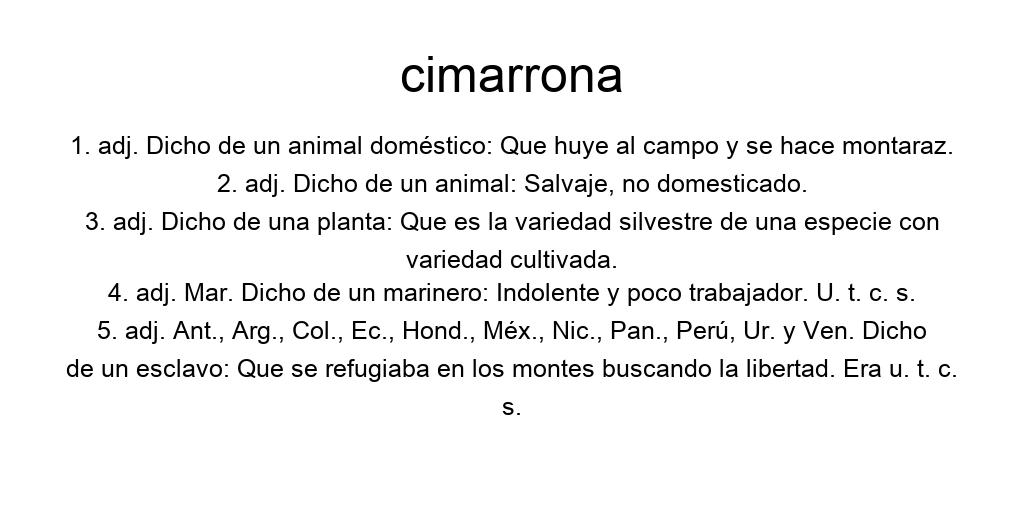 cimarrona
1. adj. Dicho de un animal doméstico: Que huye al campo y se hace montaraz.
2. adj. Dicho de un animal: Salvaje, no domesticado.
3. adj. Dicho de una planta: Que es la variedad silvestre de una especie con
variedad cultivada.
4. adj. Mar. Dicho de un marinero: Indolente y poco trabajador. U. t. c. s.
5. adj. Ant., Arg., Col., Ec., Hond., Méx., Nic., Pan., Perú, Ur. y Ven. Dicho
de un esclavo: Que se refugiaba en los montes buscando la libertad. Era u. t. c.
s.